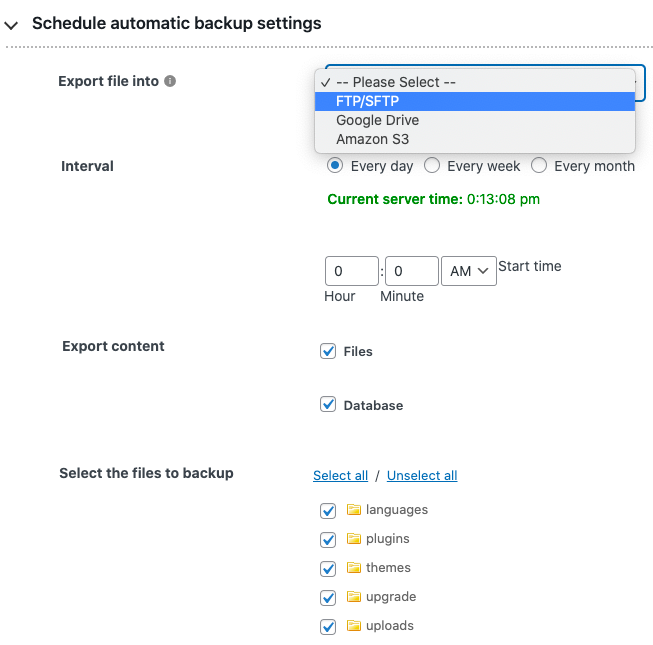 Schedule automatic backup settings
Export file into
✓ -- Please Select --
FTP/SFTP
Google Drive
Amazon S3
Interval
Every day Every week Every month
Current server time: 0:13:08 pm
0 : 0 AM Start time
Hour Minute
Export content
Files
Database
Select the files to backup
Select all / Unselect all
languages
plugins
themes
upgrade
uploads